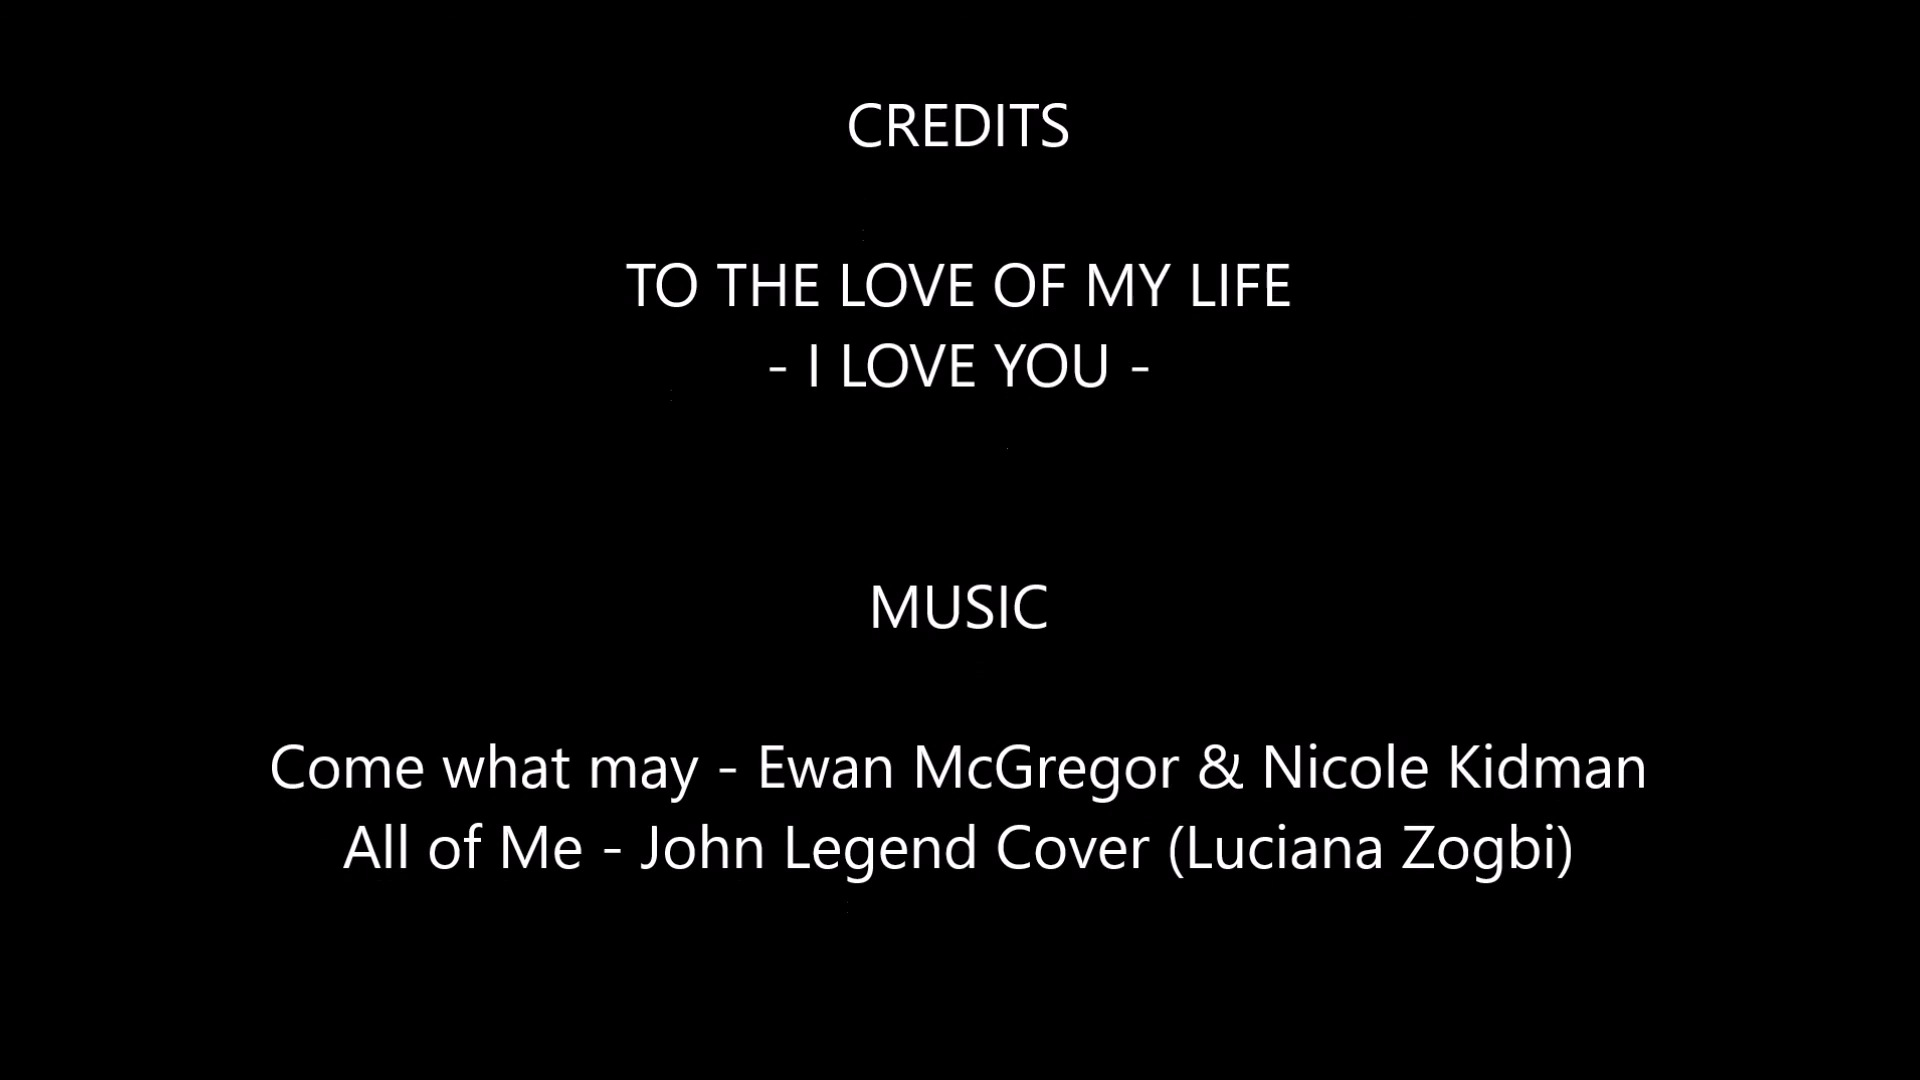 CREDITS
TO THE LOVE OF MY LIFE
- I LOVE YOU -
MUSIC
Come what may - Ewan McGregor & Nicole Kidman
All of Me - John Legend Cover (Luciana Zogbi)